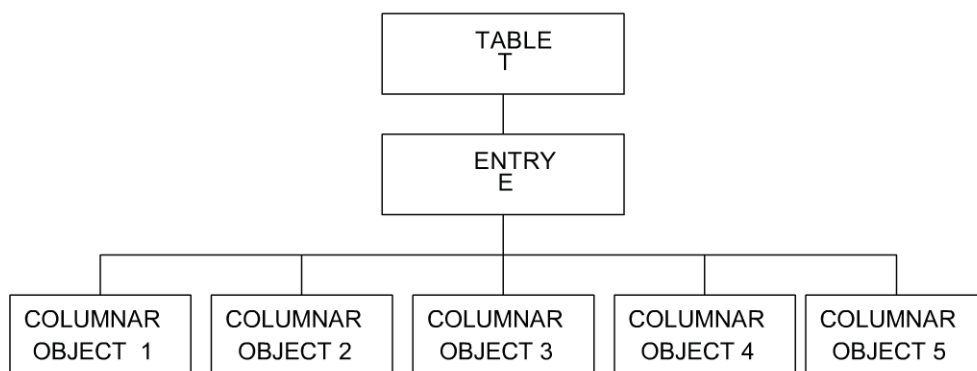 TABLE
T
ENTRY
E
COLUMNAR
OBJECT 1
COLUMNAR
OBJECT 2
COLUMNAR
OBJECT 3
COLUMNAR
OBJECT 4
COLUMNAR
OBJECT 5